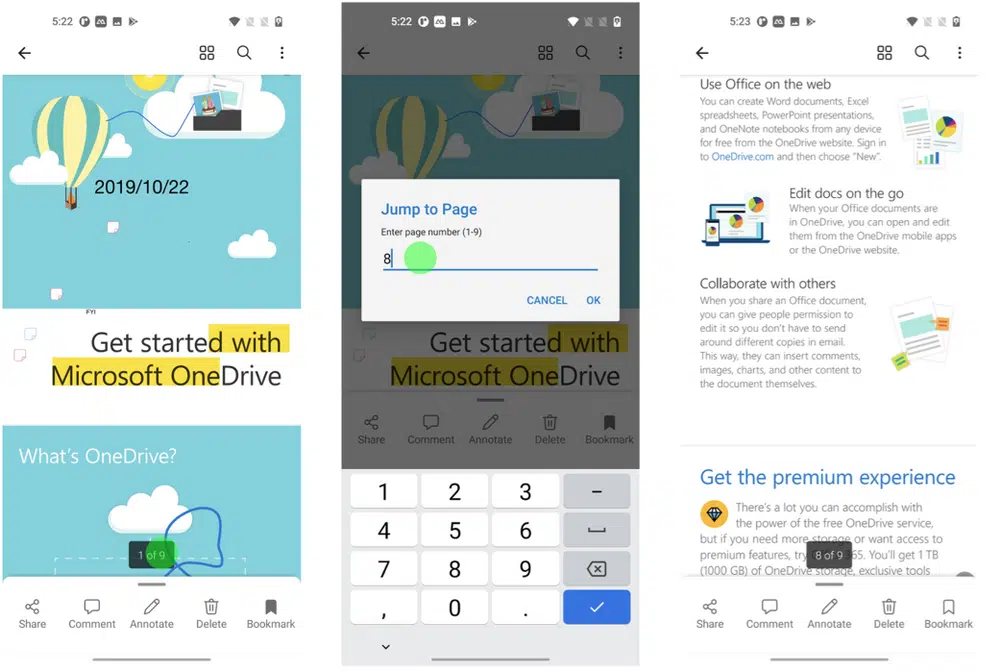 5:22
2019/10/22
FYI
Get started with
Microsoft OneDrive
What's OneDrive?
1 of 9
Share Comment Annotate Delete Bookmark
5:22
Jump to Page
Enter page number (1-9)
8
CANCEL OK
Get started with
Microsoft OneDrive
Share Comment Annotate Delete Bookmark
1 2 3 –
4 5 6
7 8 9
, 0 .
5:23
Use Office on the web
You can create Word documents, Excel
spreadsheets, PowerPoint presentations,
and OneNote notebooks from any device
for free from the OneDrive website. Sign in
to OneDrive.com and then choose "New".
Edit docs on the go
When your Office documents are
in OneDrive, you can open and edit
them from the OneDrive mobile apps
or the OneDrive website.
Collaborate with others
When you share an Office document,
you can give people permission to
edit it so you don't have to send
around different copies in email.
This way, they can insert comments,
images, charts, and other content to
the document themselves.
Get the premium experience
There's a lot you can accomplish with
the power of the free OneDrive service,
but if you need more storage or want access to
premium features, try 365. You'll get 1 TB
(1000 GB) of OneDrive storage, exclusive tools
8 of 9
Share Comment Annotate Delete Bookmark